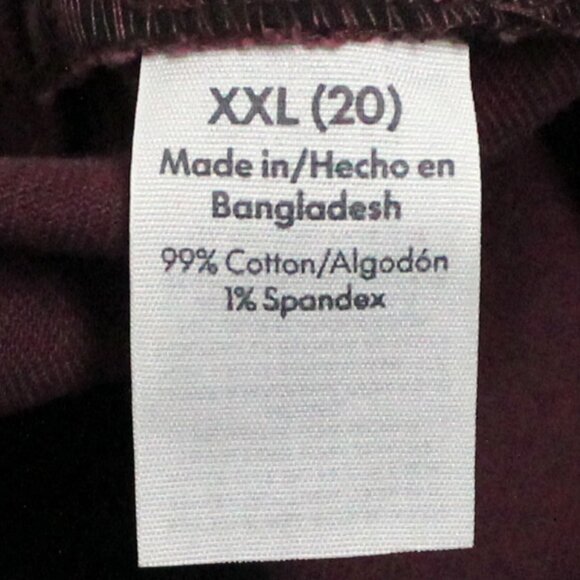 XXL (20)
Made in/Hecho en
Bangladesh
99% Cotton/Algodón
1% Spandex